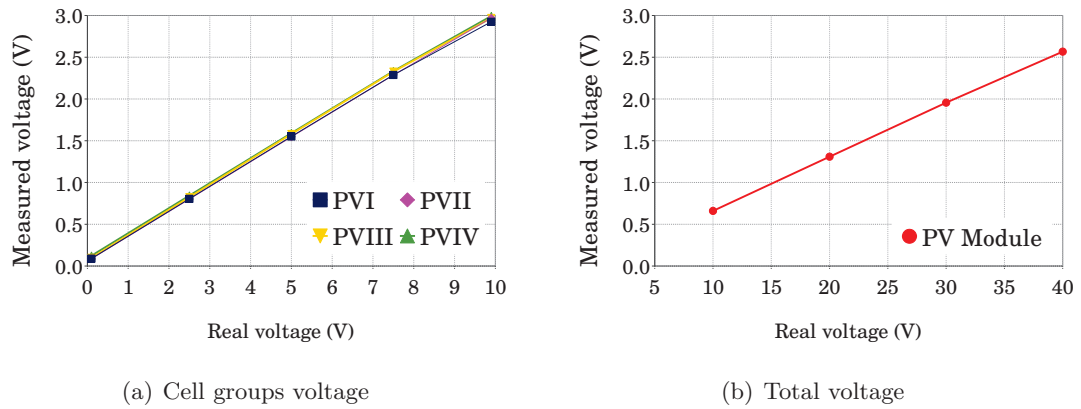 3.0
2.5
2.0
1.5
1.0
0.5
0.0
Measured voltage (V)
PVI
PVII
PVIII
PVIV
0 1 2 3 4 5 6 7 8 9 10
Real voltage (V)
(a) Cell groups voltage
3.0
2.5
2.0
1.5
1.0
0.5
0.0
Measured voltage (V)
PV Module
5 10 15 20 25 30 35 40
Real voltage (V)
(b) Total voltage